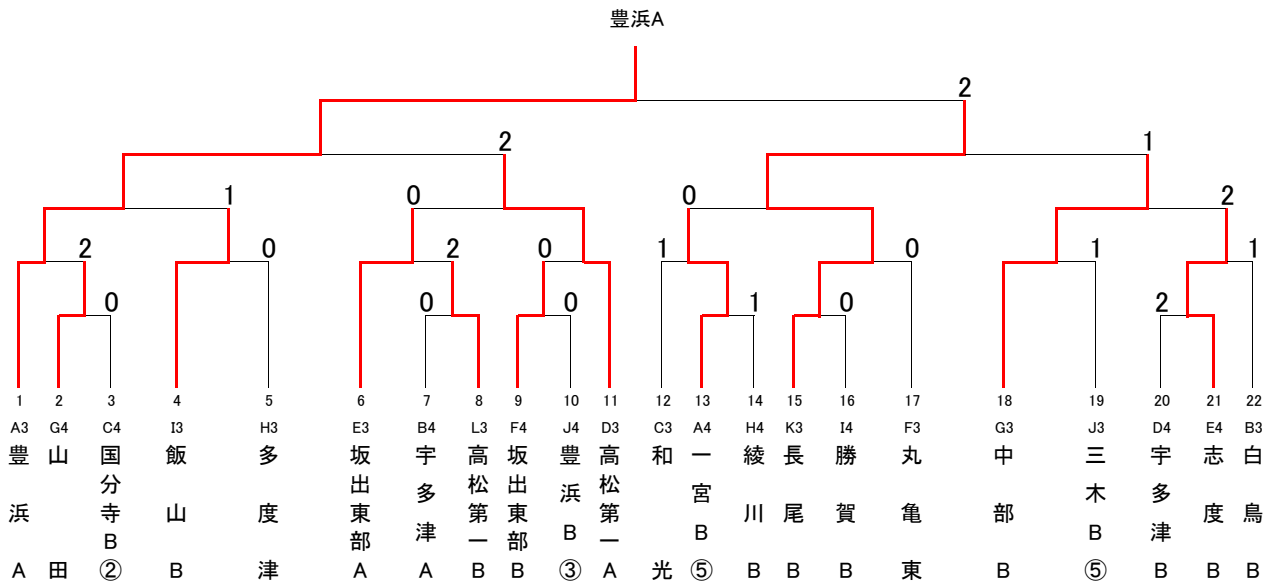 豊浜A
2
2
1
1
0
0
2
2
0
2
0
1
0
1
1
0
0
0
1
0
2
1
2
3
4
5
6
7
8
9
10
11
12
13
14
15
16
17
18
19
20
21
22
A3
G4
C4
I3
H3
E3
B4
L3
F4
J4
D3
C3
A4
H4
K3
I4
F3
G3
J3
D4
E4
B3
豊浜A
山田
国分寺B②
飯山B
多度津
坂出東部A
宇多津A
高松第一B
坂出東部B
豊浜B③
高松第一A
和光
一宮B⑤
綾川B
長尾B
勝賀B
丸亀東
中部B
三木B⑤
宇多津B
志度B
白鳥B